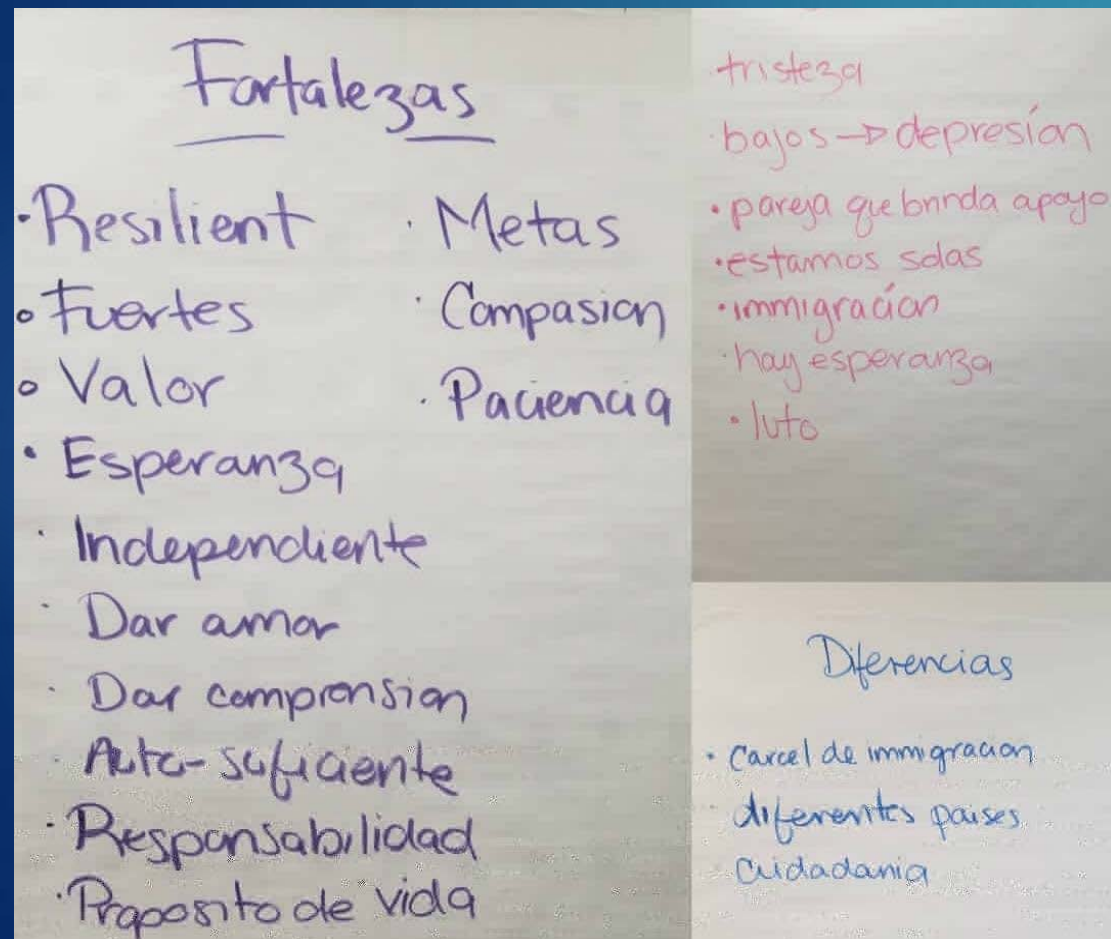 Fortalezas
· Resilient
· Fuertes
· Valor
· Esperanza
· Independiente
· Dar amor
· Dar comprension
· Auto-suficiente
· Responsabilidad
· Proposito de vida
· Metas
· Compasion
· Paciencia
tristeza
· bajos → depresión
· pareja que brinda apoyo
· estamos solas
· immigración
· hay esperanza
· luto
Diferencias
· Carcel de immigracion
· diferentes paises
· Cuidadania